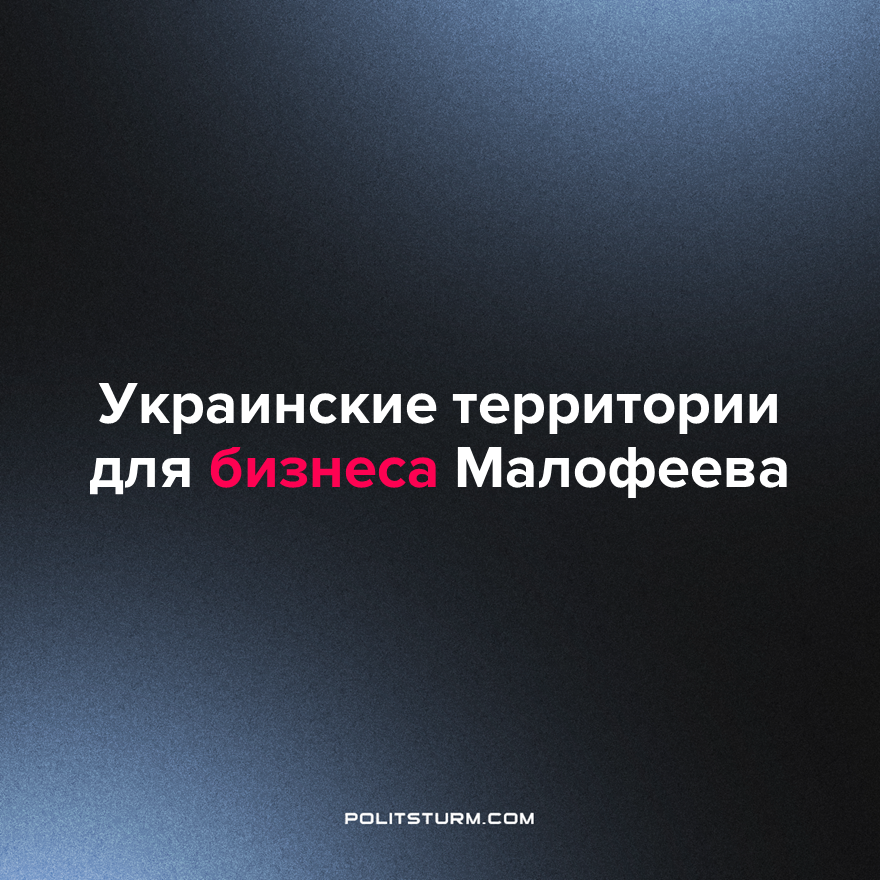 Украинские территории
для бизнеса Малофеева
POLITSTURM.COM